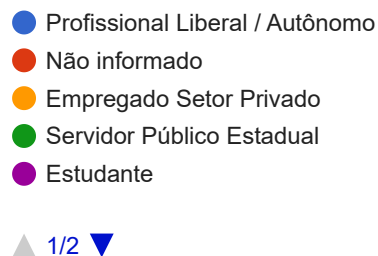 Profissional Liberal / Autônomo
Não informado
Empregado Setor Privado
Servidor Público Estadual
Estudante
1/2